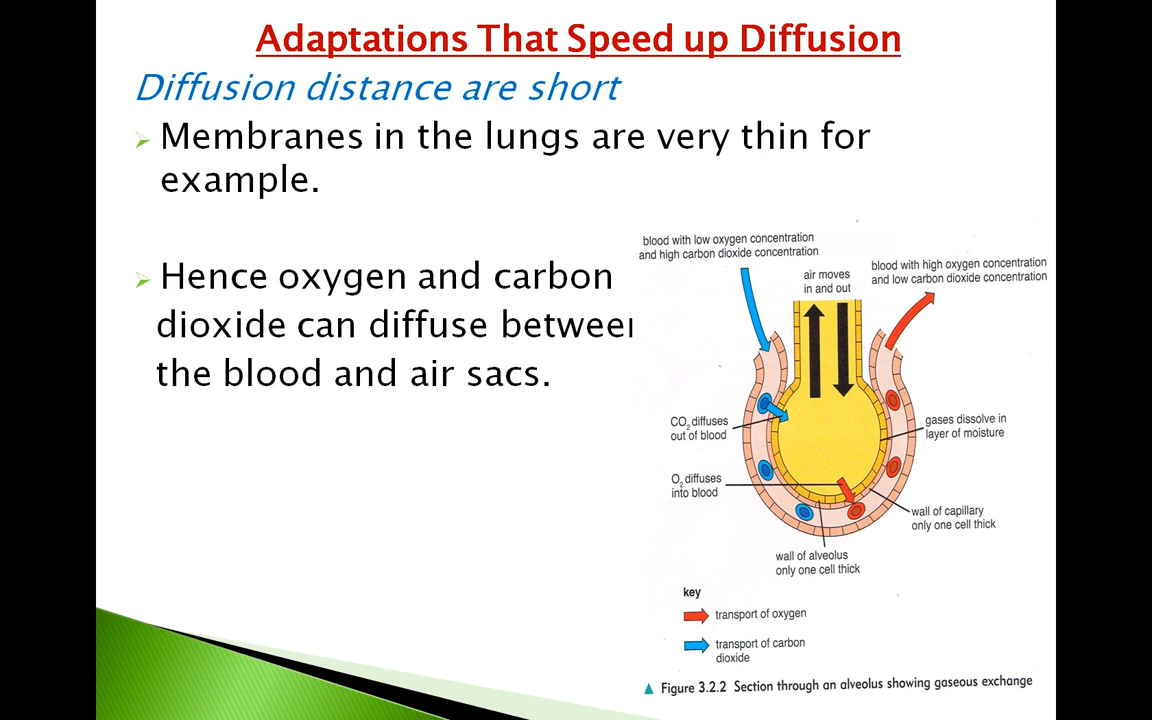 Adaptations That Speed up Diffusion
Diffusion distance are short
Membranes in the lungs are very thin for
example.
Hence oxygen and carbon
dioxide can diffuse between
the blood and air sacs.
blood with low oxygen concentration
and high carbon dioxide concentration
air moves
in and out
blood with high oxygen concentration
and low carbon dioxide concentration
CO2 diffuses
out of blood
gases dissolve in
layer of moisture
O2 diffuses
into blood
wall of capillary
only one cell thick
wall of alveolus
only one cell thick
key
transport of oxygen
transport of carbon
dioxide
▲ Figure 3.2.2 Section through an alveolus showing gaseous exchange